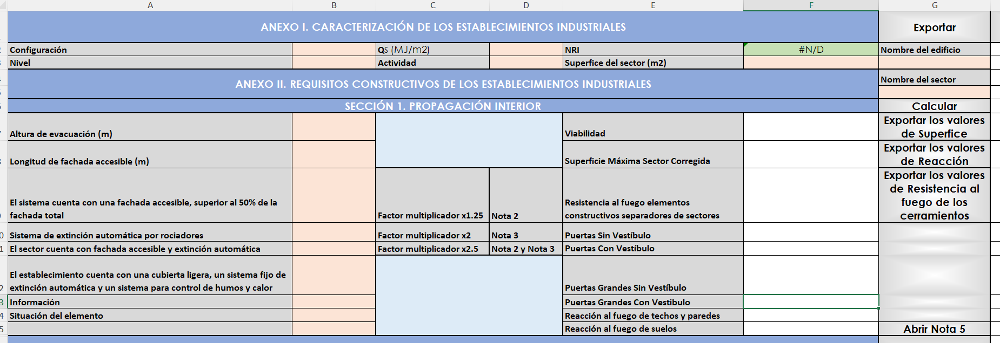 A B C D E F G
ANEXO I. CARACTERIZACIÓN DE LOS ESTABLECIMIENTOS INDUSTRIALES
Exportar
Configuración
Qs (MJ/m2)
NRI
#N/D
Nombre del edificio
Nivel
Actividad
Superfice del sector (m2)
ANEXO II. REQUISITOS CONSTRUCTIVOS DE LOS ESTABLECIMIENTOS INDUSTRIALES
Nombre del sector
SECCIÓN 1. PROPAGACIÓN INTERIOR
Calcular
Altura de evacuación (m)
Viabilidad
Exportar los valores
de Superfice
Longitud de fachada accesible (m)
Superficie Máxima Sector Corregida
Exportar los valores
de Reacción
El sistema cuenta con una fachada accesible, superior al 50% de la
fachada total
Factor multiplicador x1.25
Nota 2
Resistencia al fuego elementos
constructivos separadores de sectores
Exportar los valores
de Resistencia al
fuego de los
cerramientos
Sistema de extinción automática por rociadores
Factor multiplicador x2
Nota 3
Puertas Sin Vestíbulo
El sector cuenta con fachada accesible y extinción automática
Factor multiplicador x2.5
Nota 2 y Nota 3
Puertas Con Vestíbulo
El establecimiento cuenta con una cubierta ligera, un sistema fijo de
extinción automática y un sistema para control de humos y calor
Puertas Grandes Sin Vestíbulo
Información
Puertas Grandes Con Vestibulo
Situación del elemento
Reacción al fuego de techos y paredes
Reacción al fuego de suelos
Abrir Nota 5